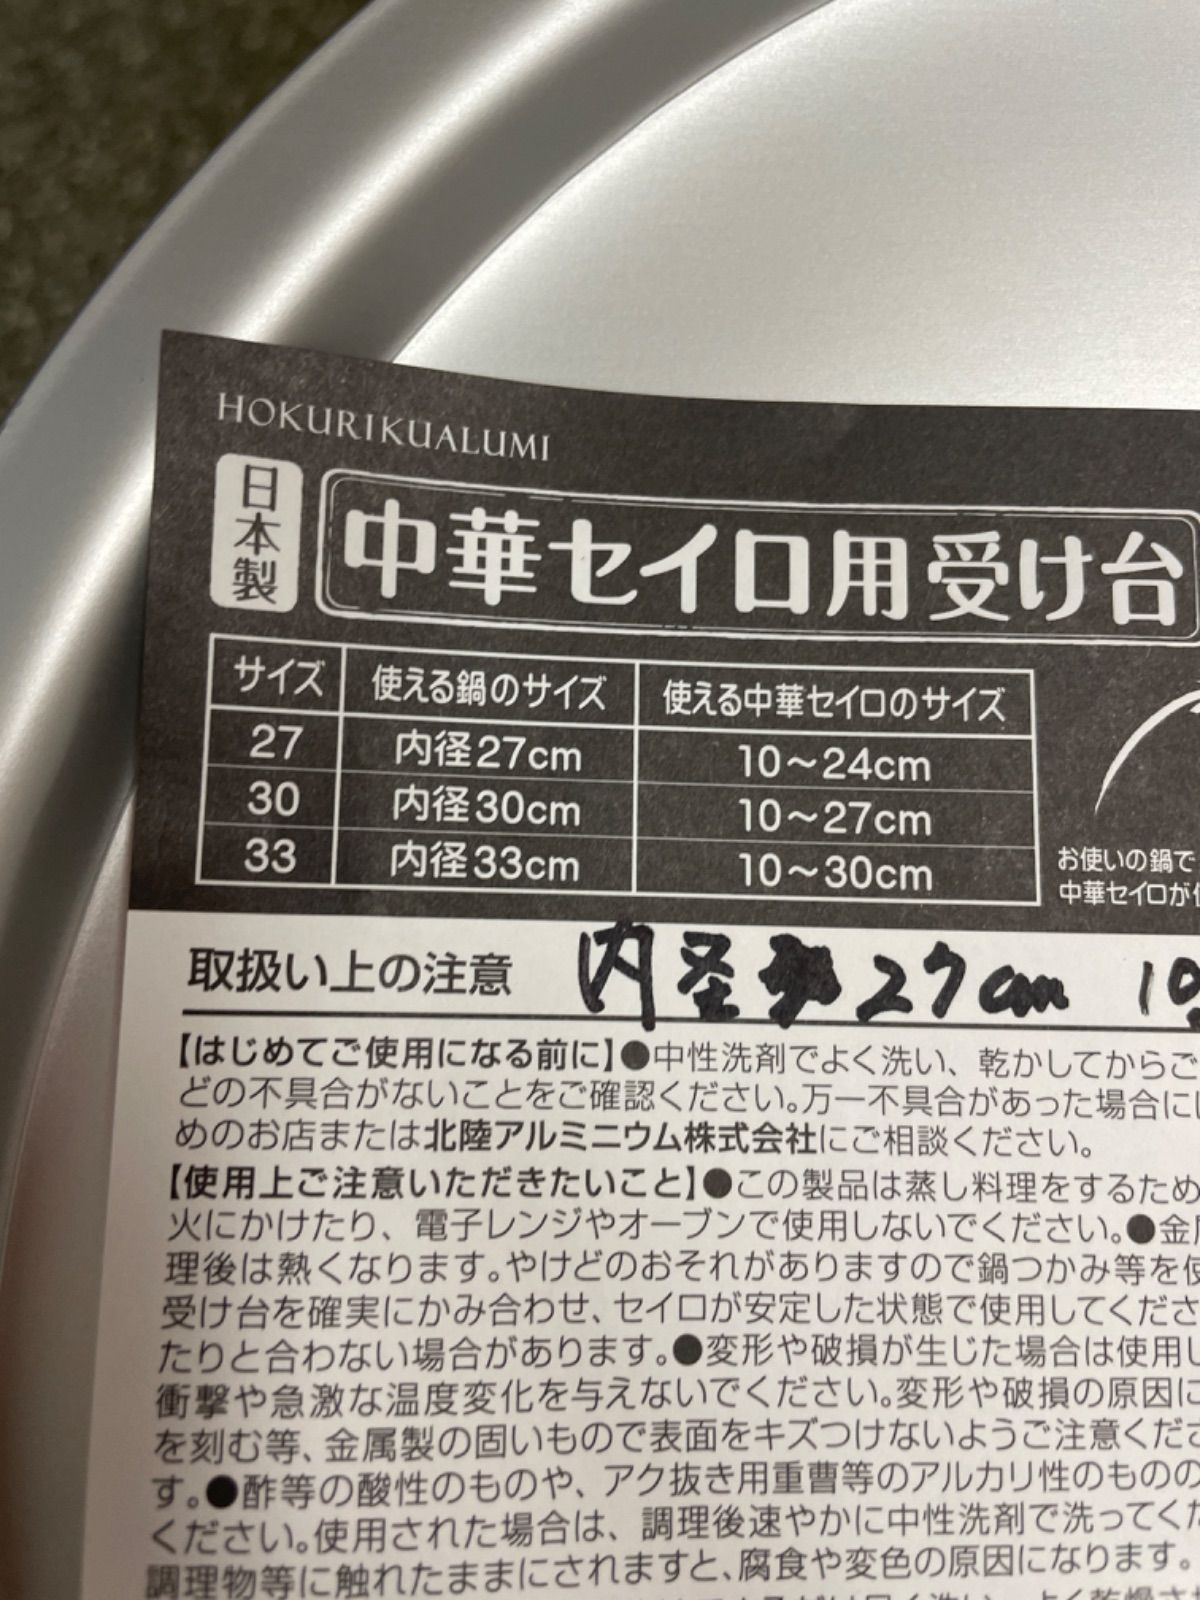 HOKURIKUALUMI
日本製
中華セイロ用受け台
サイズ 使える鍋のサイズ 使える中華セイロのサイズ
27 内径27cm 10～24cm
30 内径30cm 10～27cm
33 内径33cm 10～30cm
お使いの鍋で
中華セイロが
取扱い上の注意 内径 27cm
【はじめてご使用になる前に】●中性洗剤でよく洗い、乾かしてからご
どの不具合がないことをご確認ください。万一不具合があった場合に
めのお店または北陸アルミニウム株式会社にご相談ください。
【使用上ご注意いただきたいこと】●この製品は蒸し料理をするため
火にかけたり、電子レンジやオーブンで使用しないでください。●金
理後は熱くなります。やけどのおそれがありますので鍋つかみ等を使
受け台を確実にかみ合わせ、セイロが安定した状態で使用してくださ
たりと合わない場合があります。●変形や破損が生じた場合は使用し
衝撃や急激な温度変化を与えないでください。変形や破損の原因に
を刻む等、金属製の固いもので表面をキズつけないようご注意くださ
す。●酢等の酸性のものや、アク抜き用重曹等のアルカリ性のものの
ください。使用された場合は、調理後速やかに中性洗剤で洗ってくだ
調理物等に触れたままにされますと、腐食や変色の原因になります。